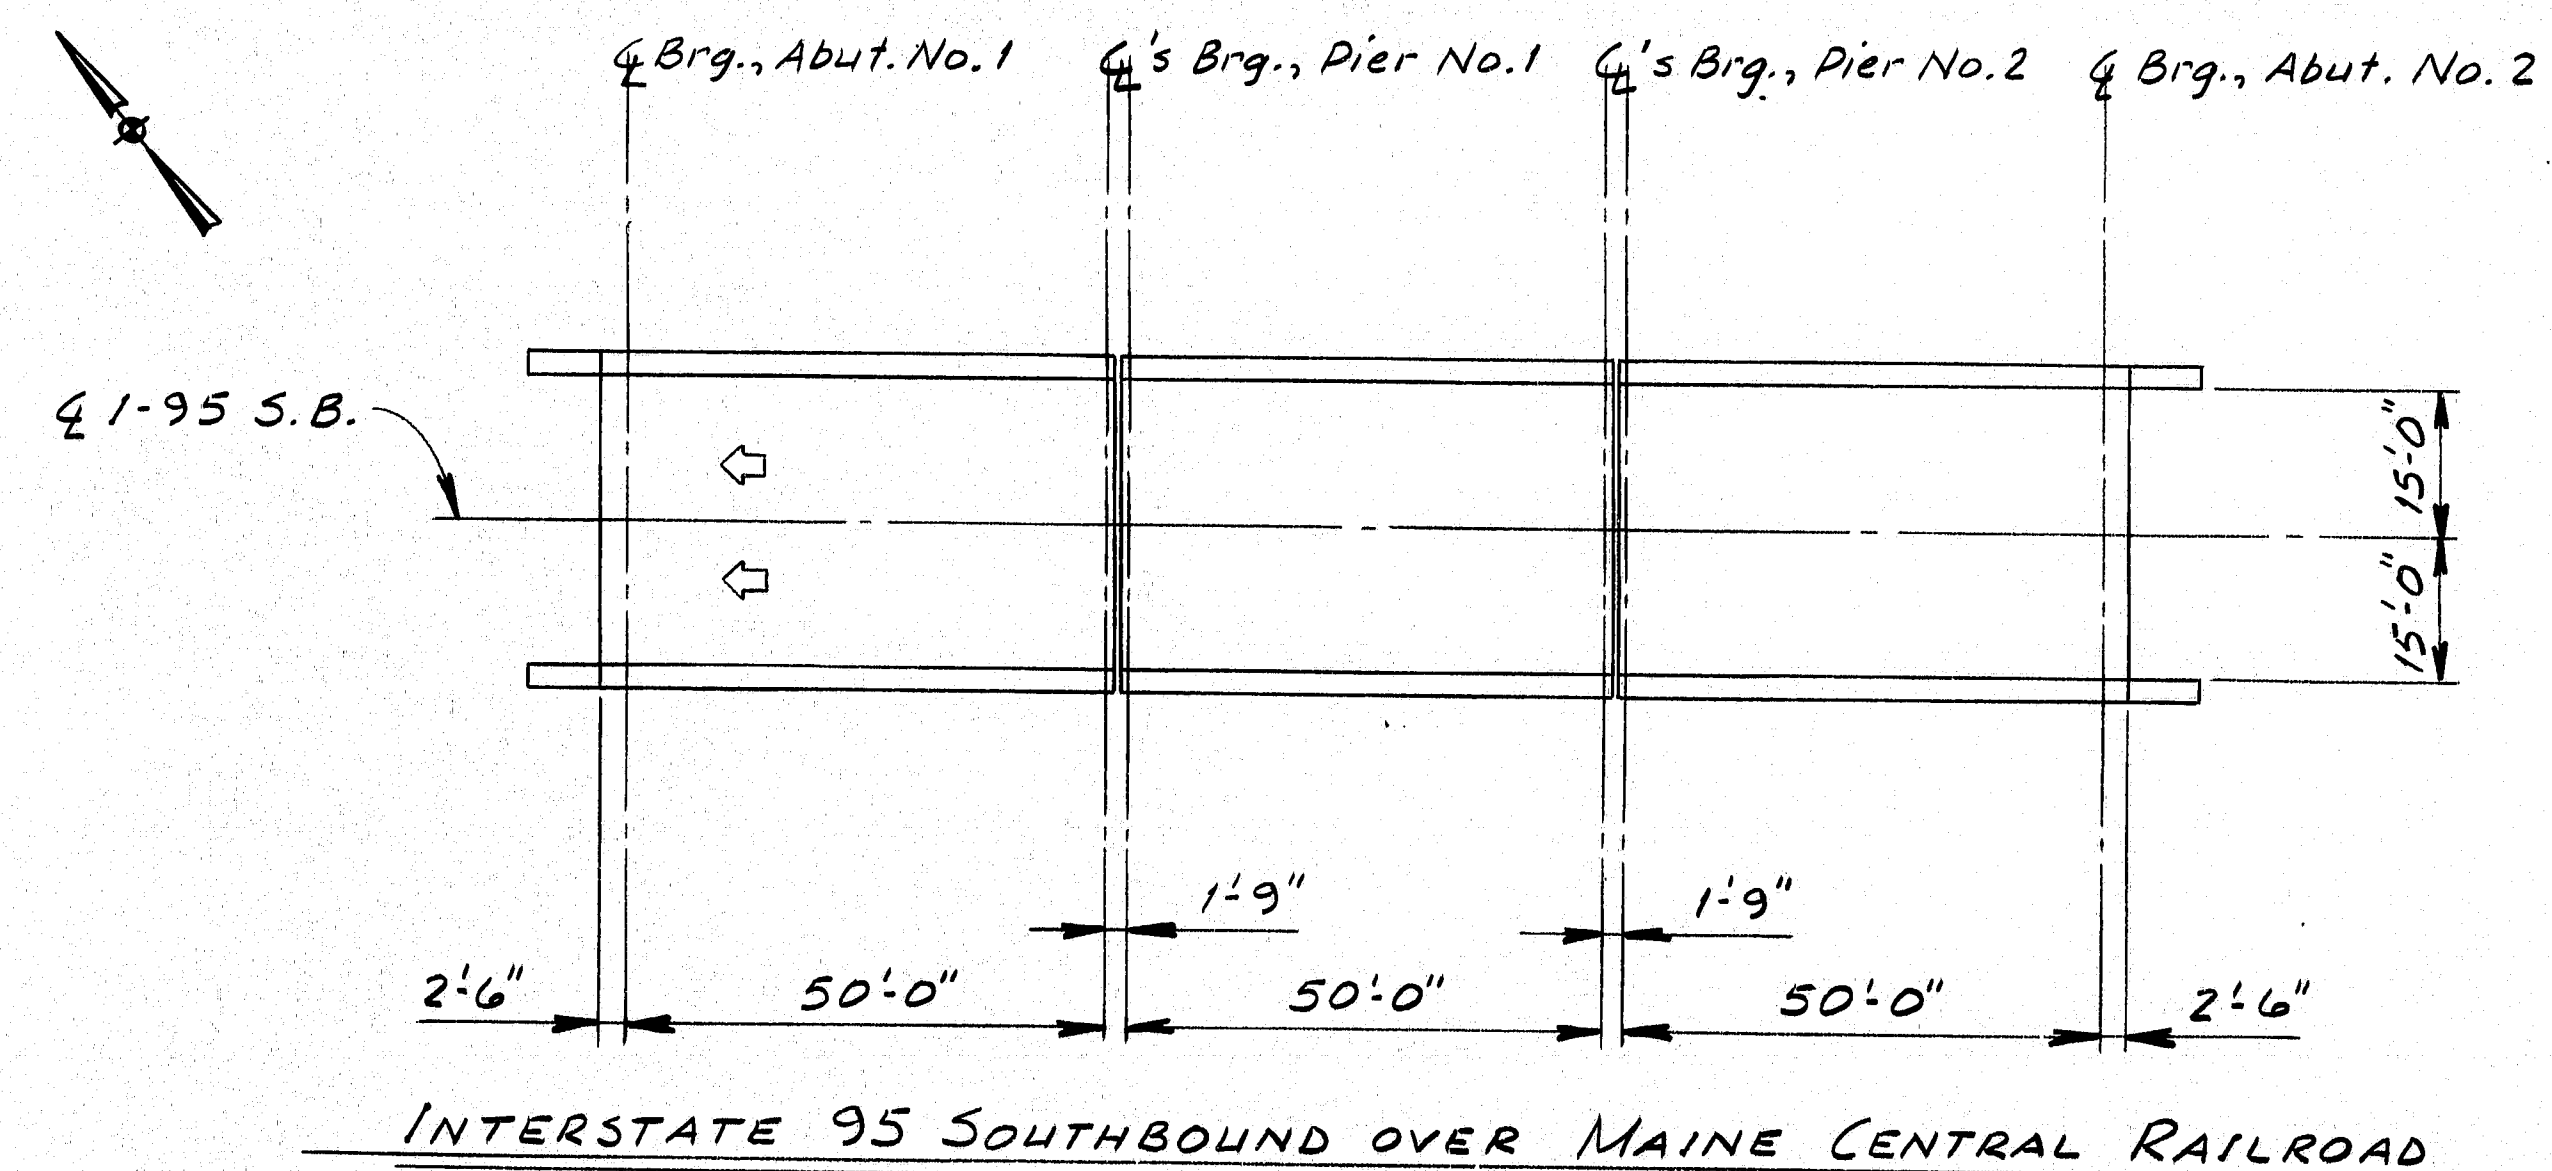 ℄ Brg., Abut. No. 1
℄'s Brg., Pier No. 1
℄'s Brg., Pier No. 2
℄ Brg., Abut. No. 2
℄ 1-95 S.B.
15'-0"
15'-0"
1'-9"
1'-9"
2'-6"
50'-0"
50'-0"
50'-0"
2'-6"
INTERSTATE 95 SOUTHBOUND OVER MAINE CENTRAL RAILROAD